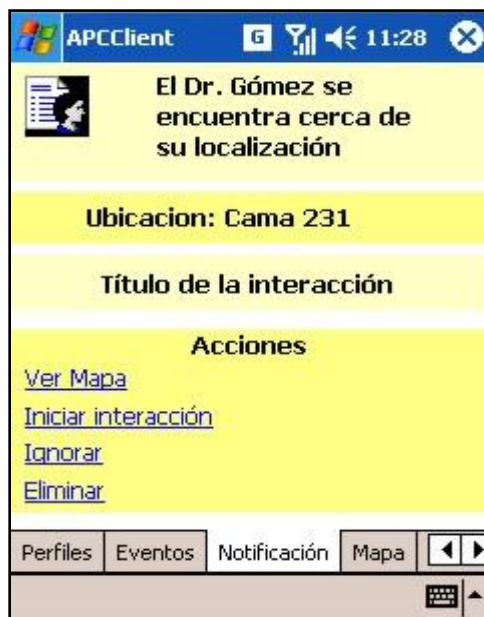 APCClient G 11:28
El Dr. Gómez se
encuentra cerca de
su localización
Ubicacion: Cama 231
Título de la interacción
Acciones
Ver Mapa
Iniciar interacción
Ignorar
Eliminar
Perfiles Eventos Notificación Mapa